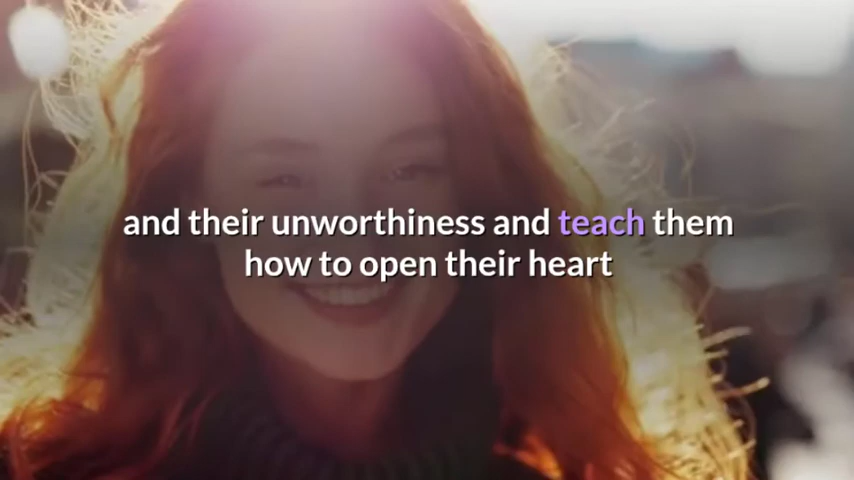 and their unworthiness and teach them
how to open their heart